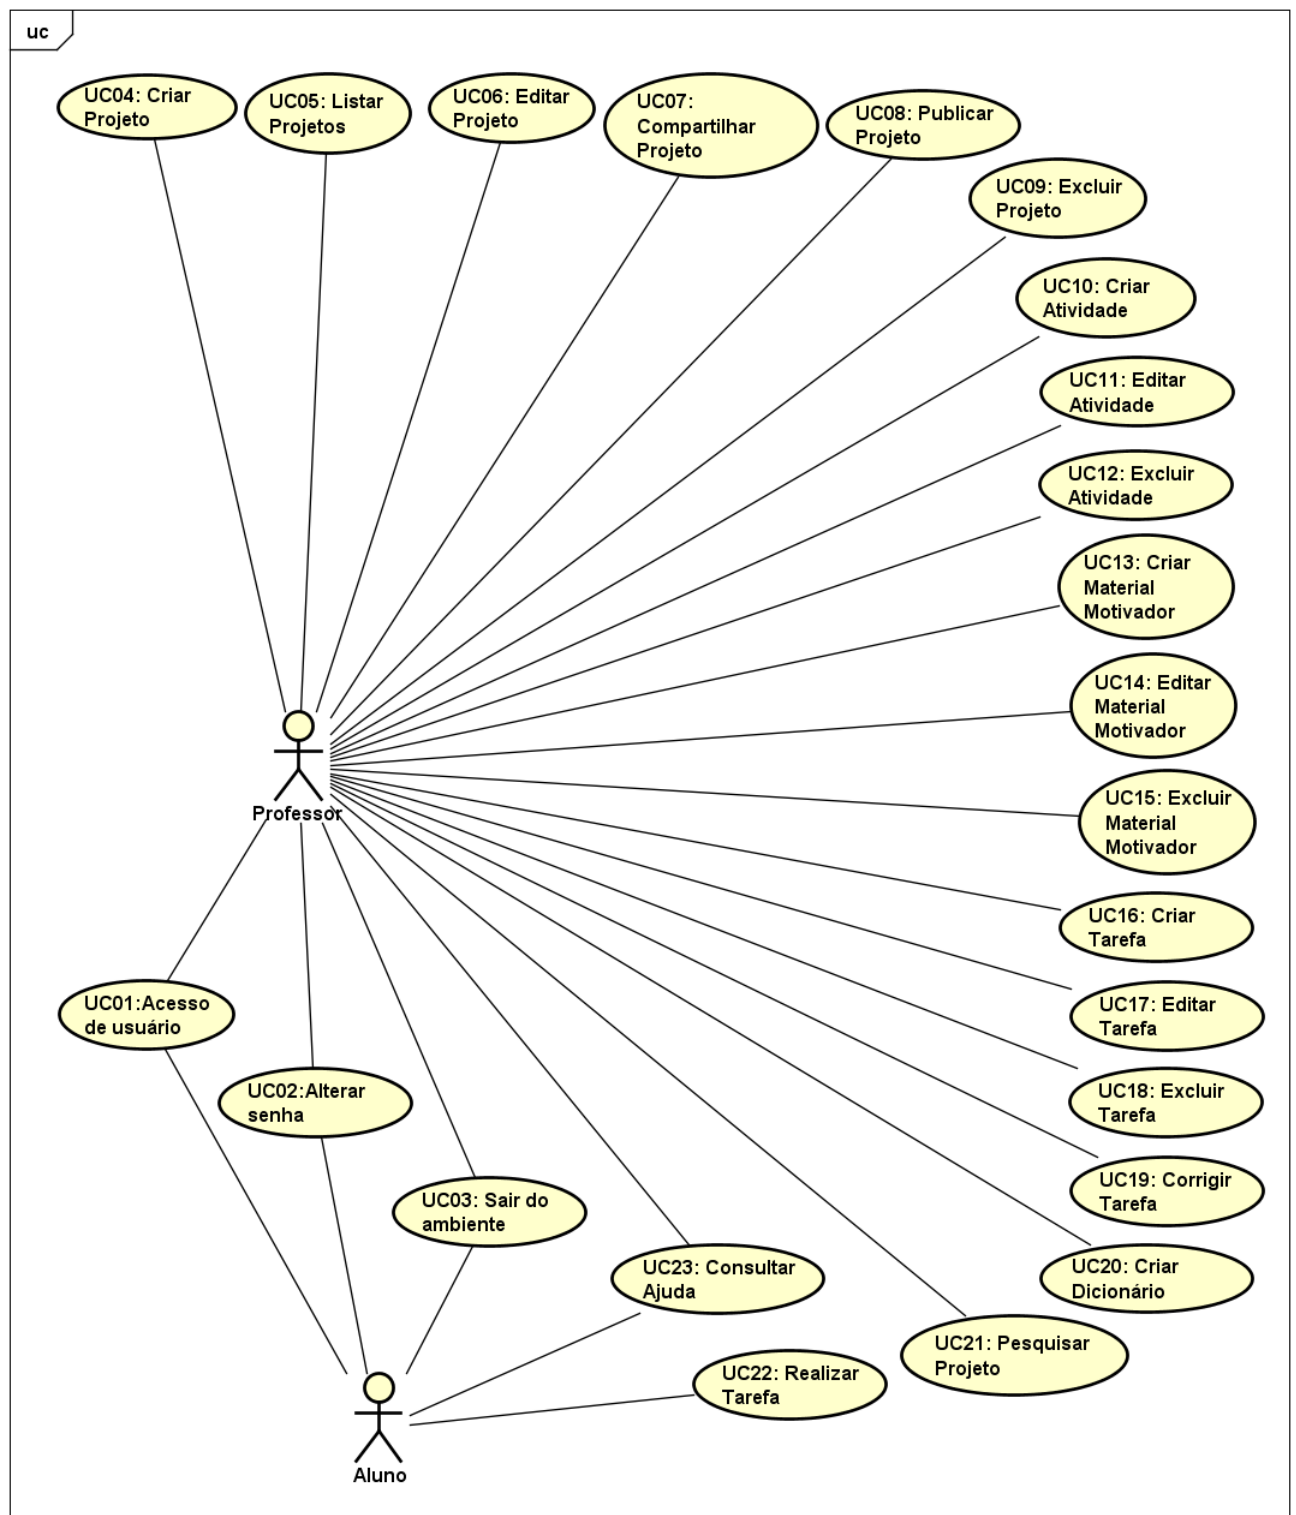 uc
UC04: Criar
Projeto
UC05: Listar
Projetos
UC06: Editar
Projeto
UC07:
Compartilhar
Projeto
UC08: Publicar
Projeto
UC09: Excluir
Projeto
UC10: Criar
Atividade
UC11: Editar
Atividade
UC12: Excluir
Atividade
UC13: Criar
Material
Motivador
UC14: Editar
Material
Motivador
UC15: Excluir
Material
Motivador
Professor
UC16: Criar
Tarefa
UC17: Editar
Tarefa
UC01:Acesso
de usuário
UC18: Excluir
Tarefa
UC02:Alterar
senha
UC19: Corrigir
Tarefa
UC03: Sair do
ambiente
UC20: Criar
Dicionário
UC23: Consultar
Ajuda
UC21: Pesquisar
Projeto
UC22: Realizar
Tarefa
Aluno